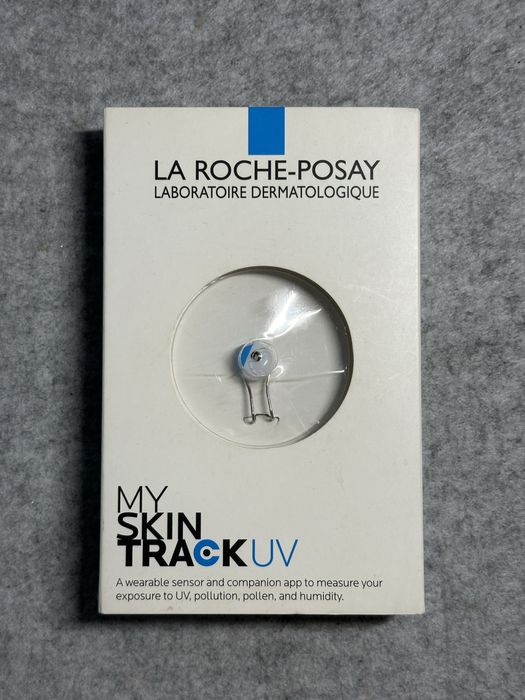 LA ROCHE-POSAY
LABORATOIRE DERMATOLOGIQUE
MY
SKIN
TRACK UV
A wearable sensor and companion app to measure your
exposure to UV, pollution, pollen, and humidity.